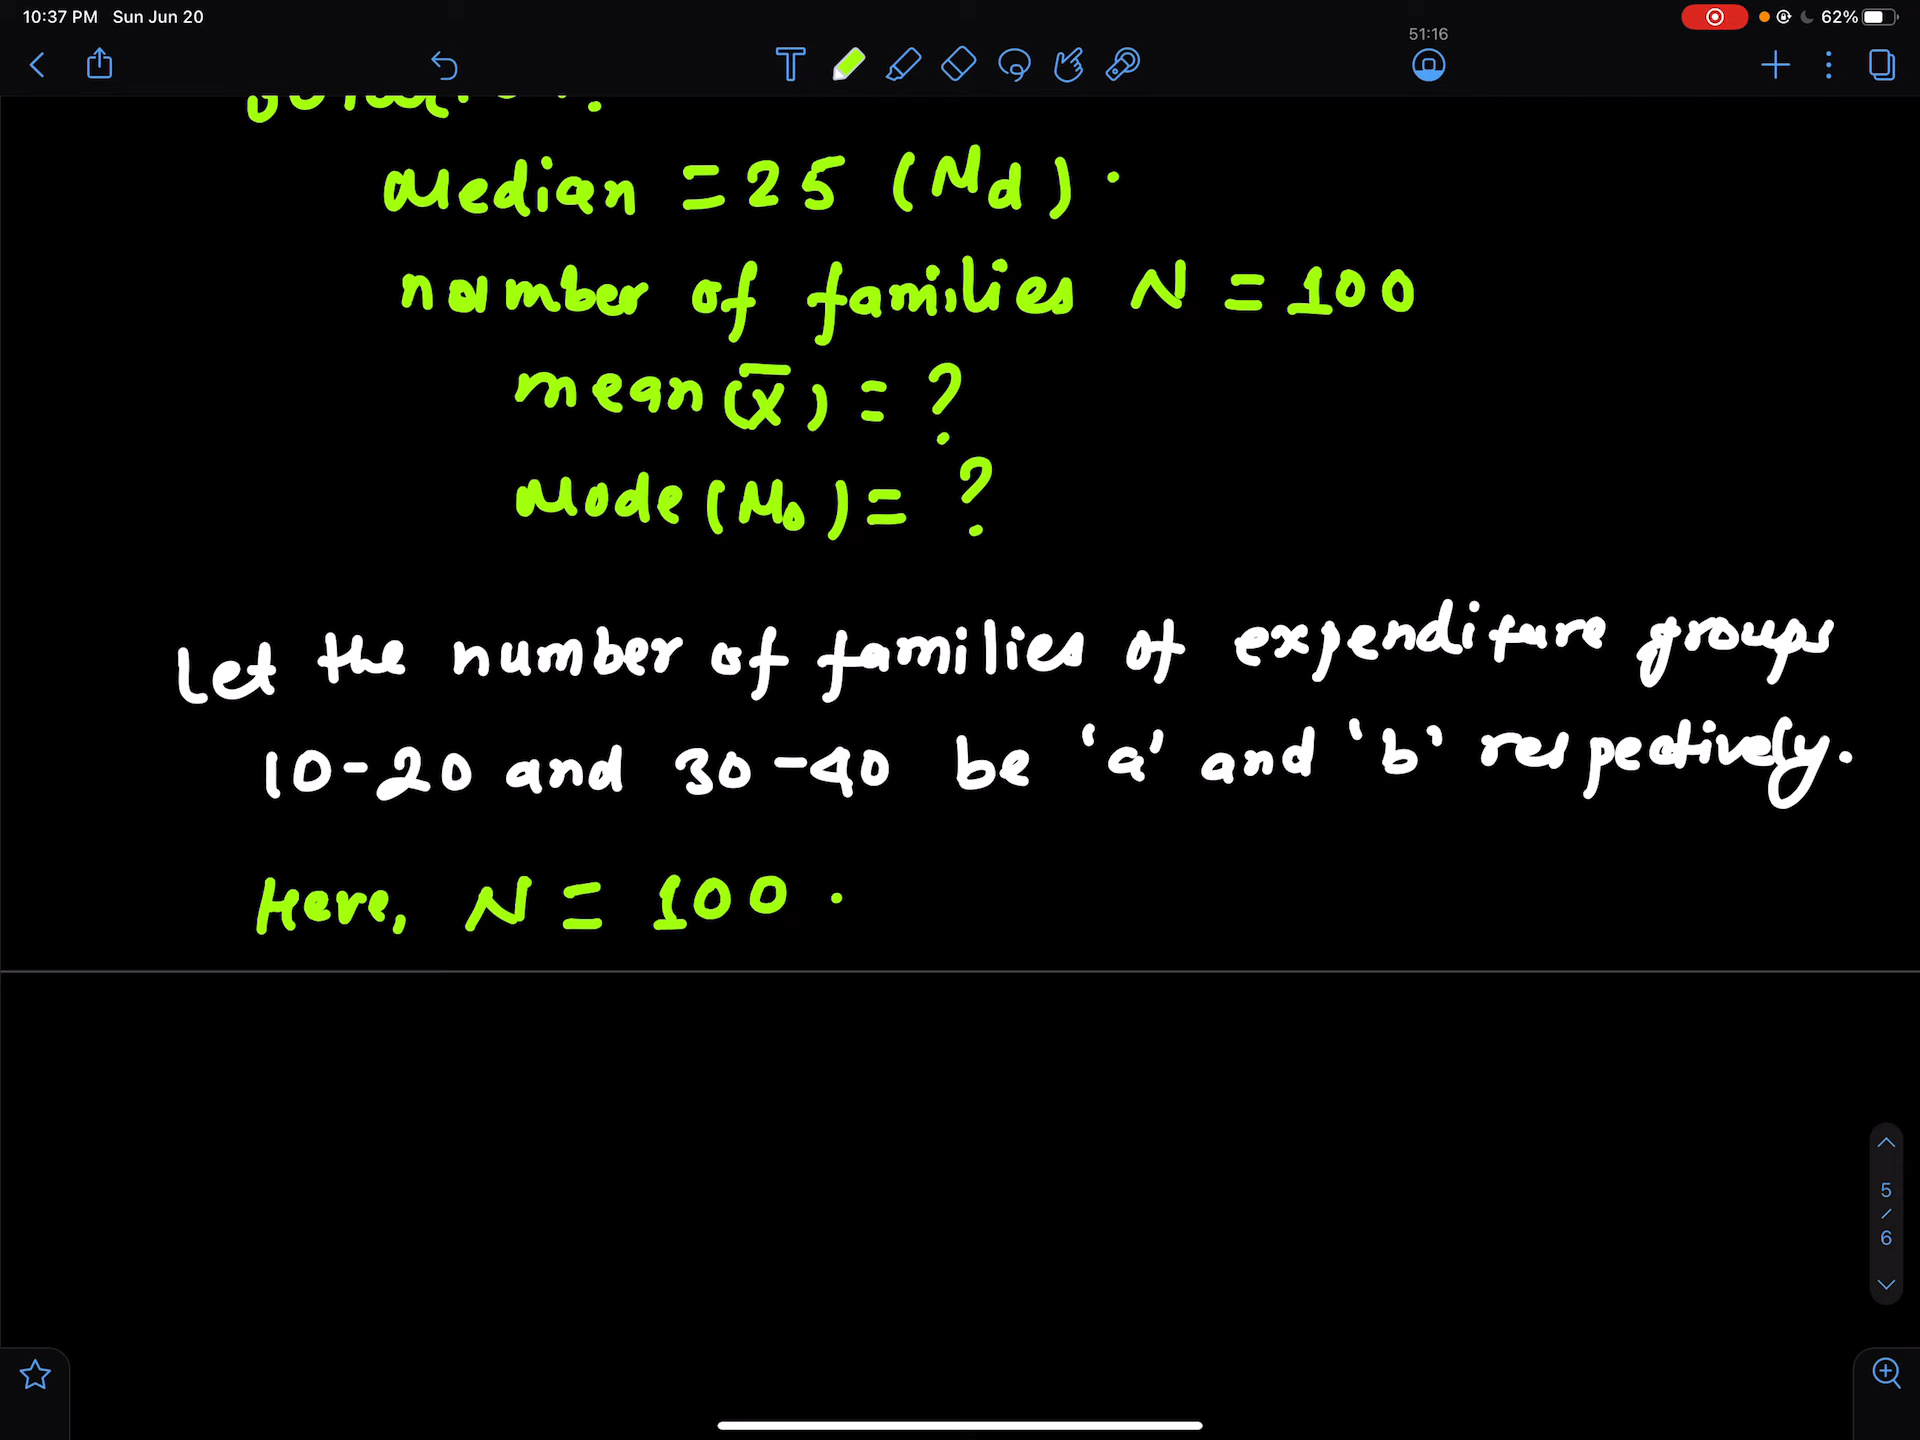 10:37 PM Sun Jun 20
62%
51:16
Median = 25 (Md).
number of families N = 100
mean (x̅) = ?
Mode (Mo) = ?
Let the number of families of expenditure groups
10-20 and 30-40 be 'a' and 'b' respectively.
Here, N = 100.
5
/
6